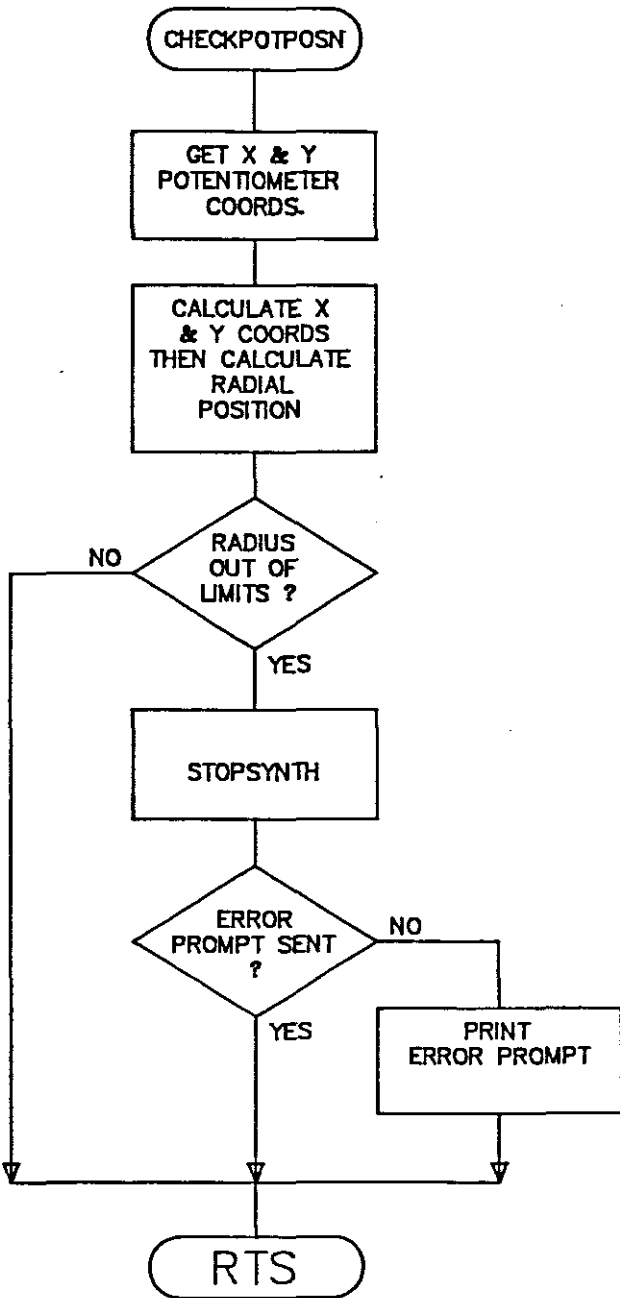 CHECKPOTPOSN
GET X & Y
POTENTIOMETER
COORDS.
CALCULATE X
& Y COORDS
THEN CALCULATE
RADIAL
POSITION
NO
RADIUS
OUT OF
LIMITS ?
YES
STOPSYNTH
ERROR
PROMPT SENT
?
NO
YES
PRINT
ERROR PROMPT
RTS